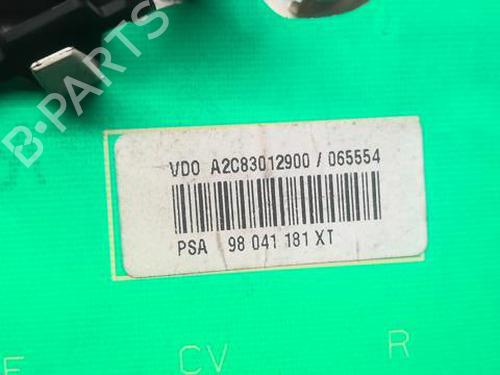 B-PARTS
VDO A2C83012900 / 065554
PSA 98 041 181 XT
CV R